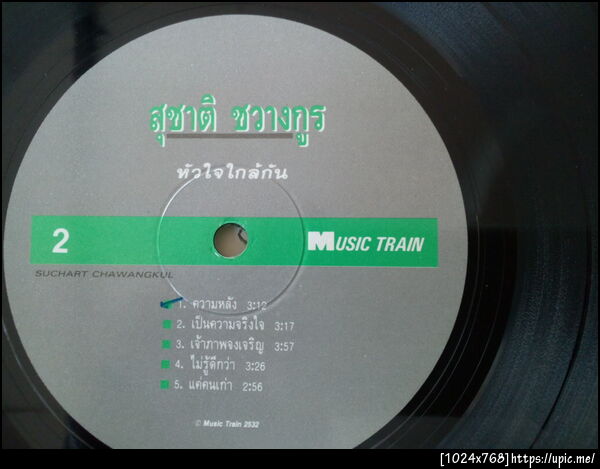 สุชาติ ชวางกูร
หัวใจใกล้กัน
2 MUSIC TRAIN
SUCHART CHAWANGKUL
1. ความหลัง 3:12
2. เป็นความจริงใจ 3:17
3. เจ้าภาพจงเจริญ 3:57
4. ไม่รู้ดีกว่า 3:26
5. แต่คนเก่า 2:56
© Music Train 2532
[1024x768]https://upic.me/